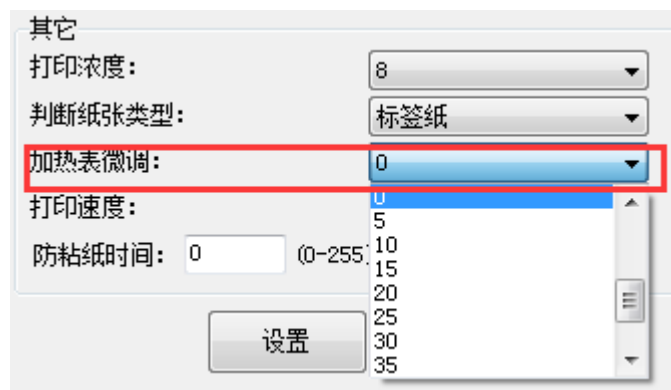 其它
打印浓度： 8
判断纸张类型： 标签纸
加热表微调： 0
打印速度：
0
5
防粘纸时间： 0 (0-255
10
15
20
25
设置
30
35